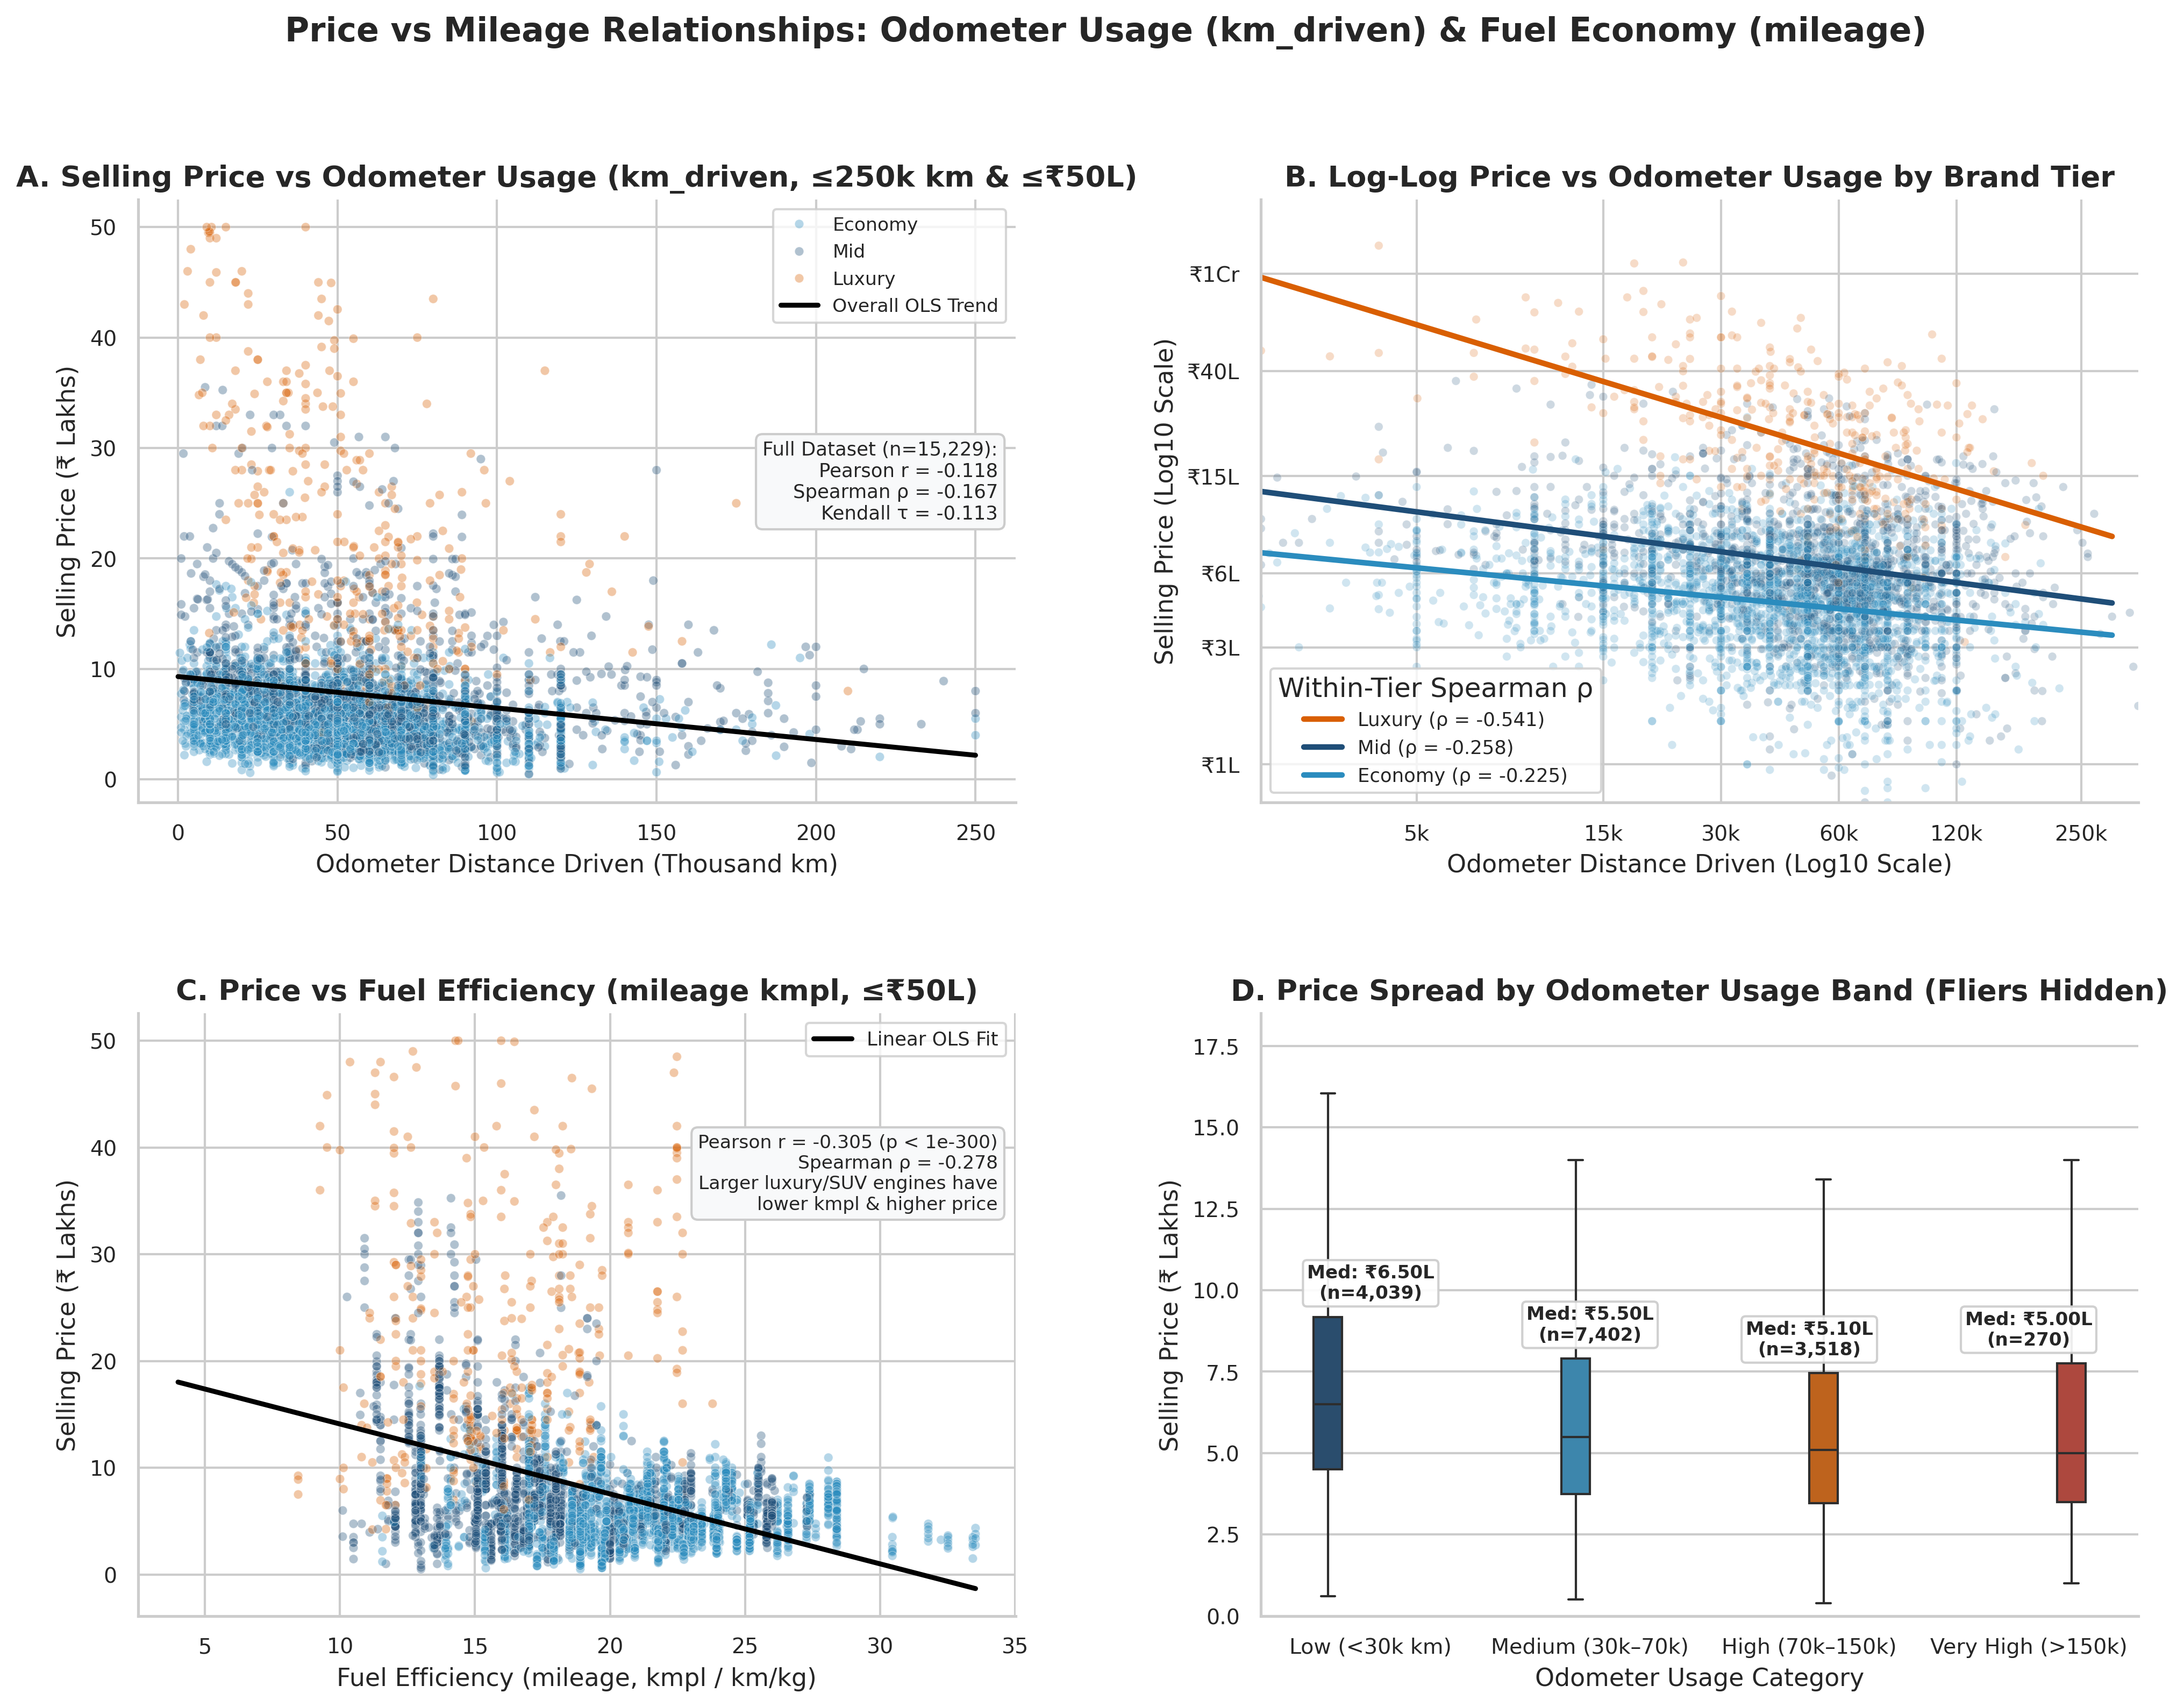 Price vs Mileage Relationships: Odometer Usage (km_driven) & Fuel Economy (mileage)
A. Selling Price vs Odometer Usage (km_driven, ≤250k km & ≤₹50L)
Selling Price (₹ Lakhs)
50
40
30
20
10
0
Economy
Mid
Luxury
Overall OLS Trend
Full Dataset (n=15,229):
Pearson r = -0.118
Spearman ρ = -0.167
Kendall τ = -0.113
0 50 100 150 200 250
Odometer Distance Driven (Thousand km)
B. Log-Log Price vs Odometer Usage by Brand Tier
Selling Price (Log10 Scale)
₹1Cr
₹40L
₹15L
₹6L
₹3L
₹1L
Within-Tier Spearman ρ
Luxury (ρ = -0.541)
Mid (ρ = -0.258)
Economy (ρ = -0.225)
5k 15k 30k 60k 120k 250k
Odometer Distance Driven (Log10 Scale)
C. Price vs Fuel Efficiency (mileage kmpl, ≤₹50L)
Selling Price (₹ Lakhs)
50
40
30
20
10
0
Linear OLS Fit
Pearson r = -0.305 (p < 1e-300)
Spearman ρ = -0.278
Larger luxury/SUV engines have
lower kmpl & higher price
5 10 15 20 25 30 35
Fuel Efficiency (mileage, kmpl / km/kg)
D. Price Spread by Odometer Usage Band (Fliers Hidden)
Selling Price (₹ Lakhs)
17.5
15.0
12.5
10.0
7.5
5.0
2.5
0.0
Med: ₹6.50L
(n=4,039)
Med: ₹5.50L
(n=7,402)
Med: ₹5.10L
(n=3,518)
Med: ₹5.00L
(n=270)
Low (<30k km) Medium (30k–70k) High (70k–150k) Very High (>150k)
Odometer Usage Category